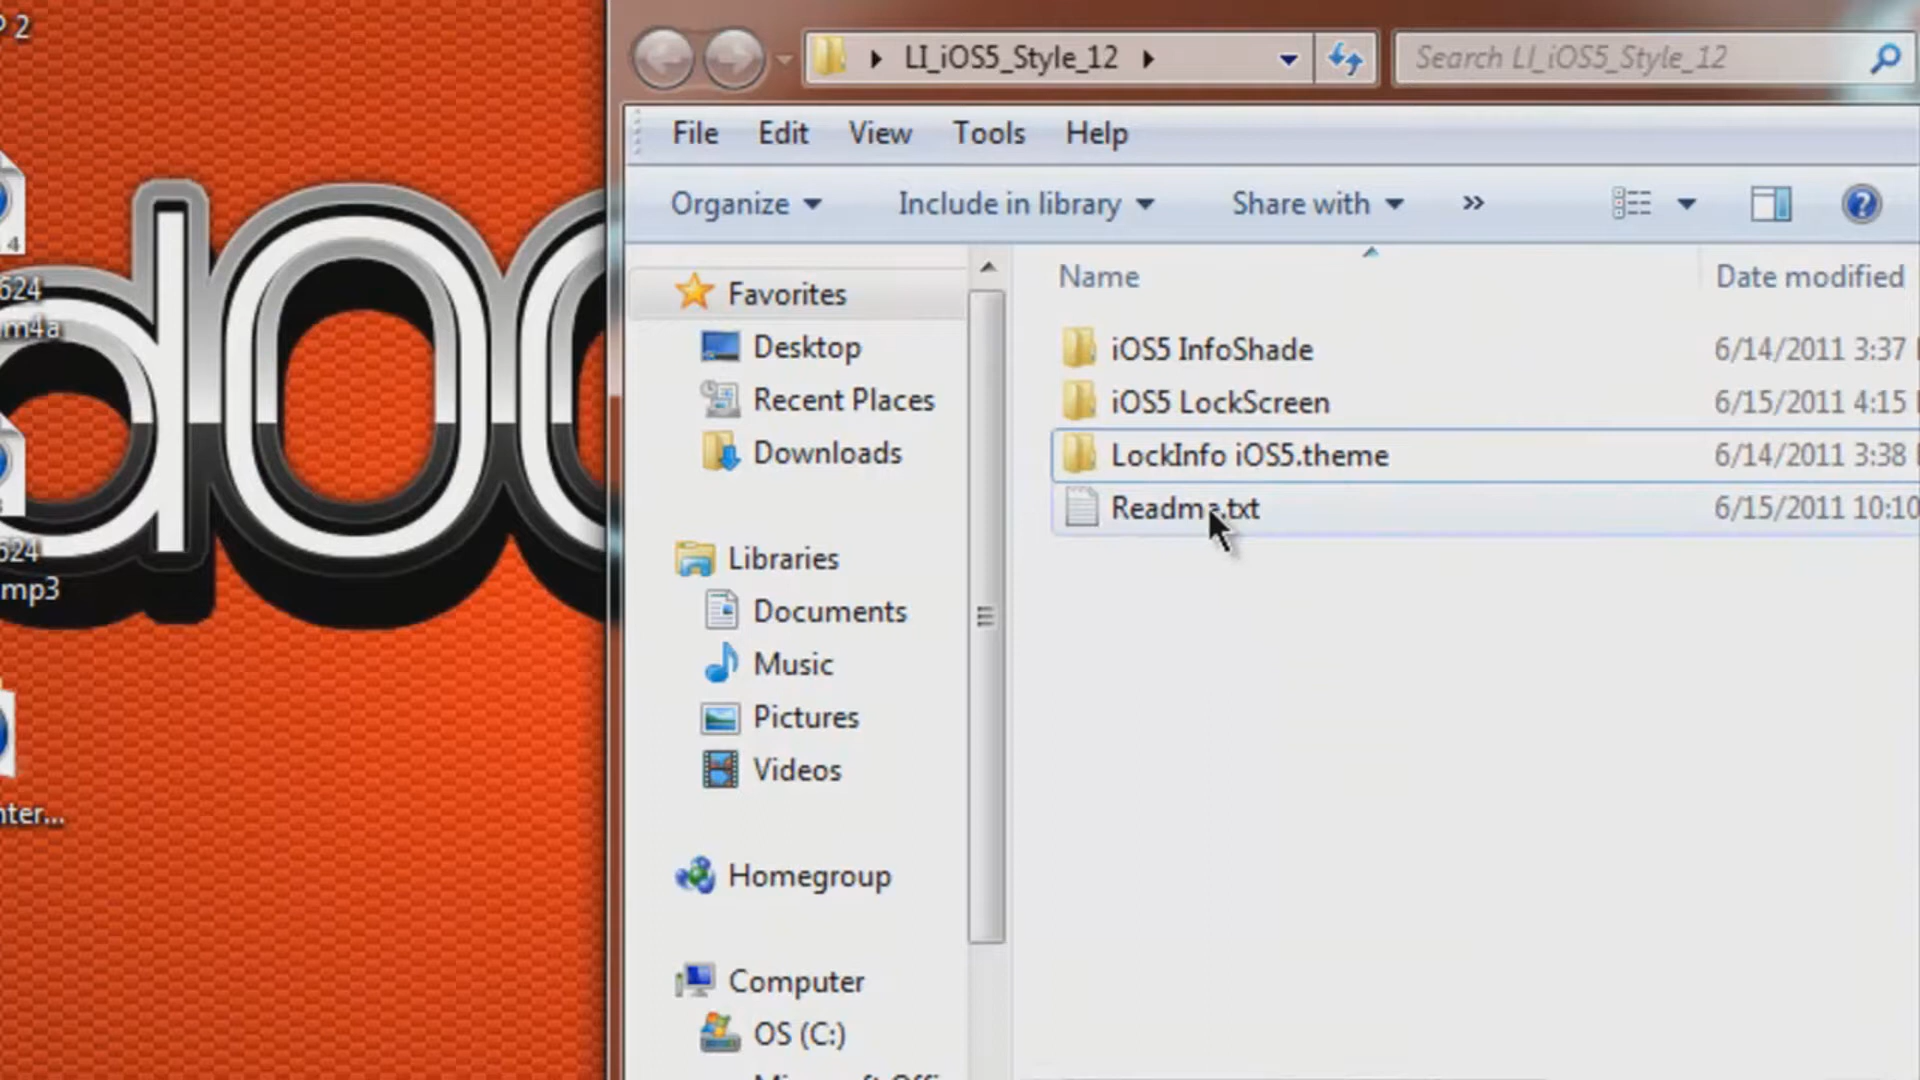 P 2
LI_iOS5_Style_12
Search LI_iOS5_Style_12
File Edit View Tools Help
Organize Include in library Share with »
Name Date modified
Favorites
Desktop
Recent Places
Downloads
Libraries
Documents
Music
Pictures
Videos
Homegroup
Computer
OS (C:)
iOS5 InfoShade 6/14/2011 3:37
iOS5 LockScreen 6/15/2011 4:15
LockInfo iOS5.theme 6/14/2011 3:38
Readme.txt 6/15/2011 10:10
4
624
m4a
624
mp3
nter...
doo